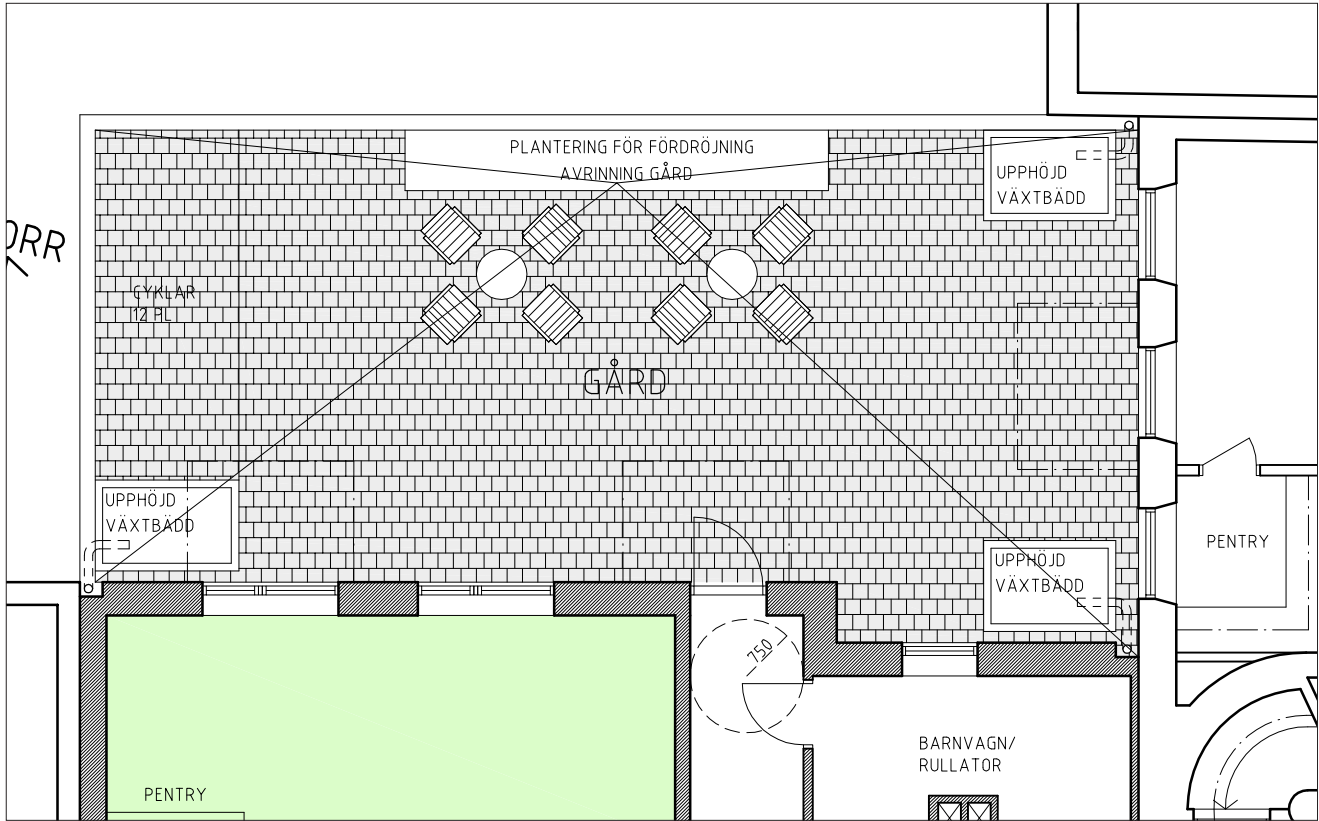 PLANTERING FÖR FÖRDRÖJNING
AVRINNING GÅRD
UPPHÖJD
VÄXTBÄDD
CYKLAR
12 PL
GÅRD
UPPHÖJD
VÄXTBÄDD
UPPHÖJD
VÄXTBÄDD
PENTRY
750
BARNVAGN/
RULLATOR
PENTRY